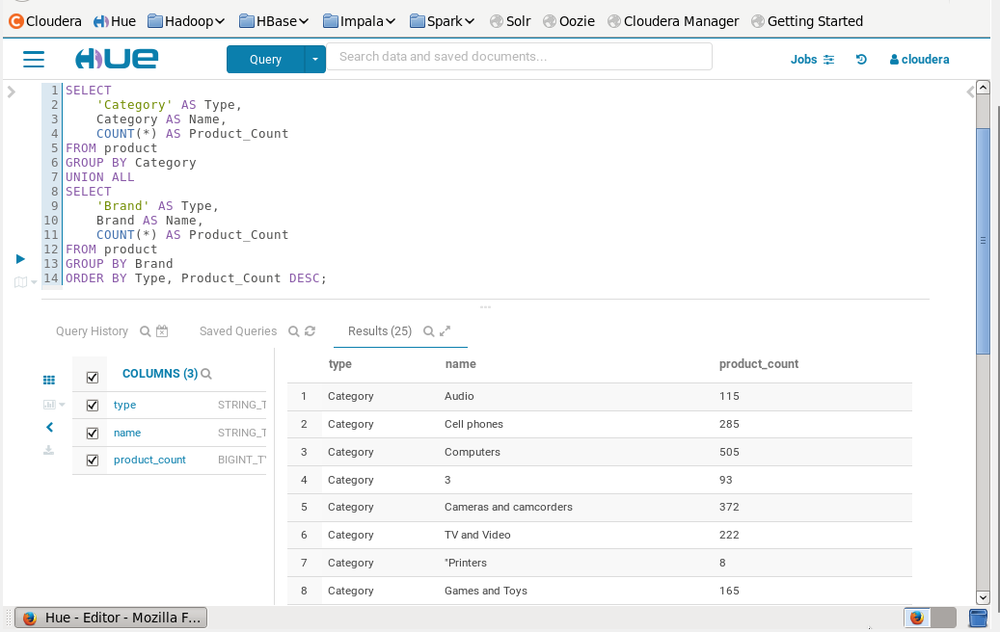 Cloudera Hue Hadoop HBase Impala Spark Solr Oozie Cloudera Manager Getting Started
HUE Query Search data and saved documents... Jobs cloudera
1 SELECT
2 'Category' AS Type,
3 Category AS Name,
4 COUNT(*) AS Product_Count
5 FROM product
6 GROUP BY Category
7 UNION ALL
8 SELECT
9 'Brand' AS Type,
10 Brand AS Name,
11 COUNT(*) AS Product_Count
12 FROM product
13 GROUP BY Brand
14 ORDER BY Type, Product_Count DESC;
Query History Saved Queries Results (25)
COLUMNS (3)
type STRING_T
name STRING_T
product_count BIGINT_TY
type name product_count
1 Category Audio 115
2 Category Cell phones 285
3 Category Computers 505
4 Category 3 93
5 Category Cameras and camcorders 372
6 Category TV and Video 222
7 Category "Printers 8
8 Category Games and Toys 165
Hue - Editor - Mozilla F...